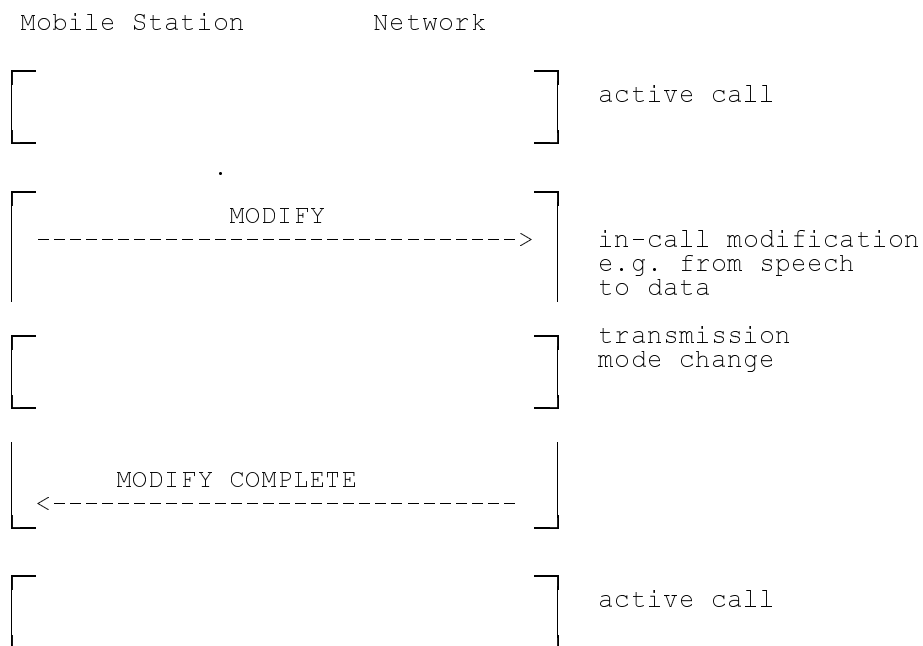 Mobile Station Network
active call
.
MODIFY
------------------------------>
in-call modification
e.g. from speech
to data
transmission
mode change
MODIFY COMPLETE
<-----------------------------
active call